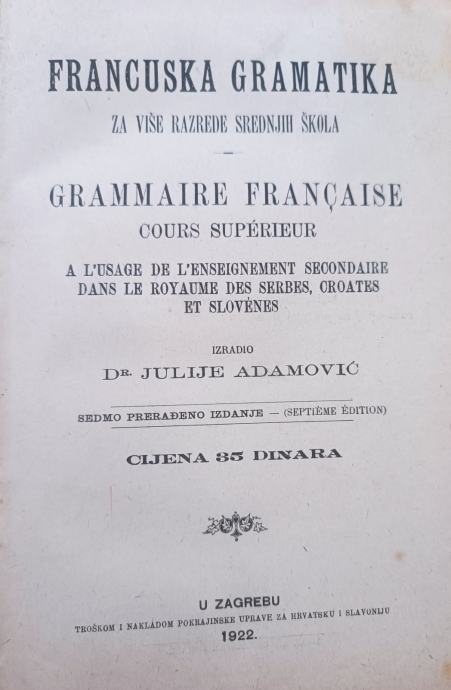 FRANCUSKA GRAMATIKA
ZA VIŠE RAZREDE SREDNJIH ŠKOLA
GRAMMAIRE FRANÇAISE
COURS SUPÉRIEUR
A L'USAGE DE L'ENSEIGNEMENT SECONDAIRE
DANS LE ROYAUME DES SERBES, CROATES
ET SLOVÈNES
IZRADIO
DR. JULIJE ADAMOVIĆ
SEDMO PRERAĐENO IZDANJE — (SEPTIÈME ÉDITION)
CIJENA 35 DINARA
U ZAGREBU
TROŠKOM I NAKLADOM POKRAJINSKE UPRAVE ZA HRVATSKU I SLAVONIJU
1922.